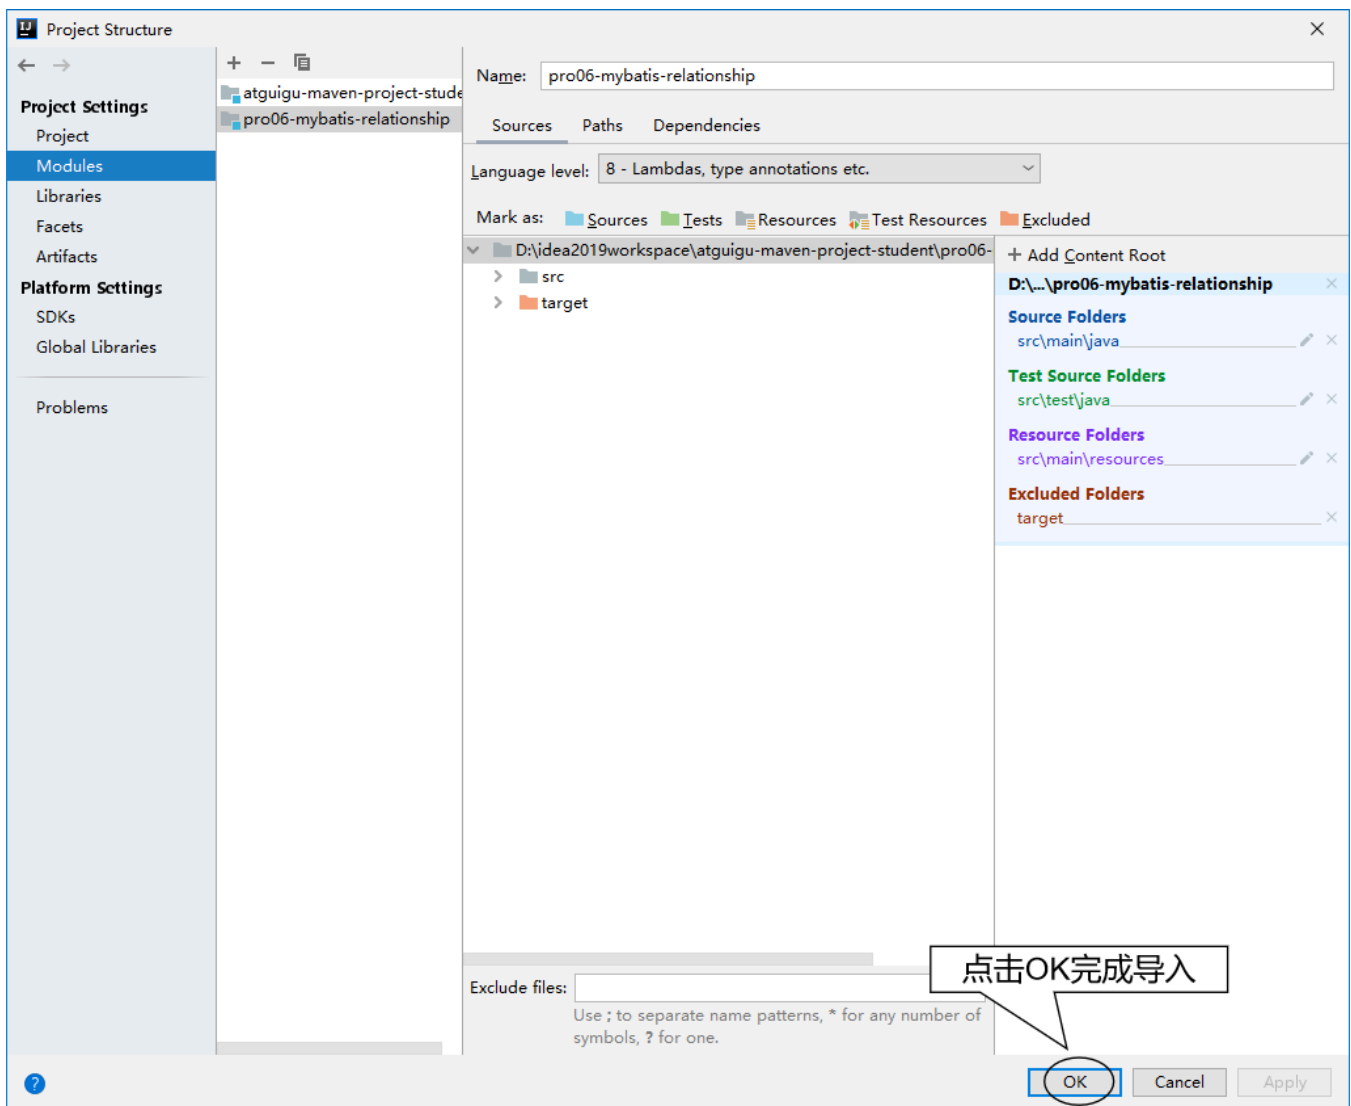 Project Structure
Project Settings
Project
Modules
Libraries
Facets
Artifacts
Platform Settings
SDKs
Global Libraries
Problems
atguigu-maven-project-stude
pro06-mybatis-relationship
Name: pro06-mybatis-relationship
Sources Paths Dependencies
Language level: 8 - Lambdas, type annotations etc.
Mark as: Sources Tests Resources Test Resources Excluded
D:\idea2019workspace\atguigu-maven-project-student\pro06-
src
target
+ Add Content Root
D:\...\pro06-mybatis-relationship
Source Folders
src\main\java
Test Source Folders
src\test\java
Resource Folders
src\main\resources
Excluded Folders
target
Exclude files:
Use ; to separate name patterns, * for any number of
symbols, ? for one.
点击OK完成导入
OK Cancel Apply